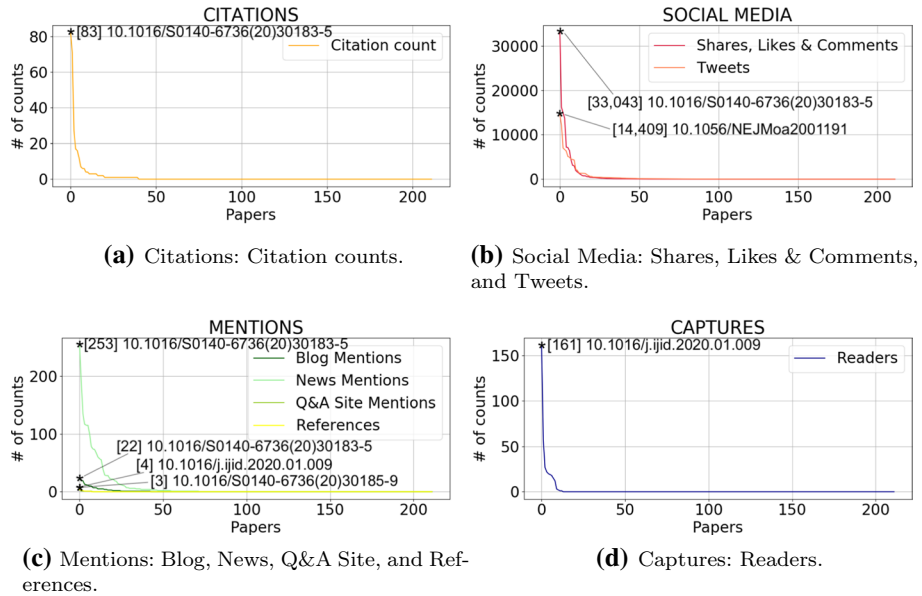 CITATIONS
[83] 10.1016/S0140-6736(20)30183-5
Citation count
# of counts
80
60
40
20
0
0
50
100
150
200
Papers
(a) Citations: Citation counts.
SOCIAL MEDIA
Shares, Likes & Comments
Tweets
[33,043] 10.1016/S0140-6736(20)30183-5
[14,409] 10.1056/NEJMoa2001191
# of counts
30000
20000
10000
0
0
50
100
150
200
Papers
(b) Social Media: Shares, Likes & Comments,
and Tweets.
MENTIONS
[253] 10.1016/S0140-6736(20)30183-5
Blog Mentions
News Mentions
Q&A Site Mentions
References
[22] 10.1016/S0140-6736(20)30183-5
[4] 10.1016/j.ijid.2020.01.009
[3] 10.1016/S0140-6736(20)30185-9
# of counts
200
100
0
0
50
100
150
200
Papers
(c) Mentions: Blog, News, Q&A Site, and Ref-
erences.
CAPTURES
[161] 10.1016/j.ijid.2020.01.009
Readers
# of counts
150
100
50
0
0
50
100
150
200
Papers
(d) Captures: Readers.